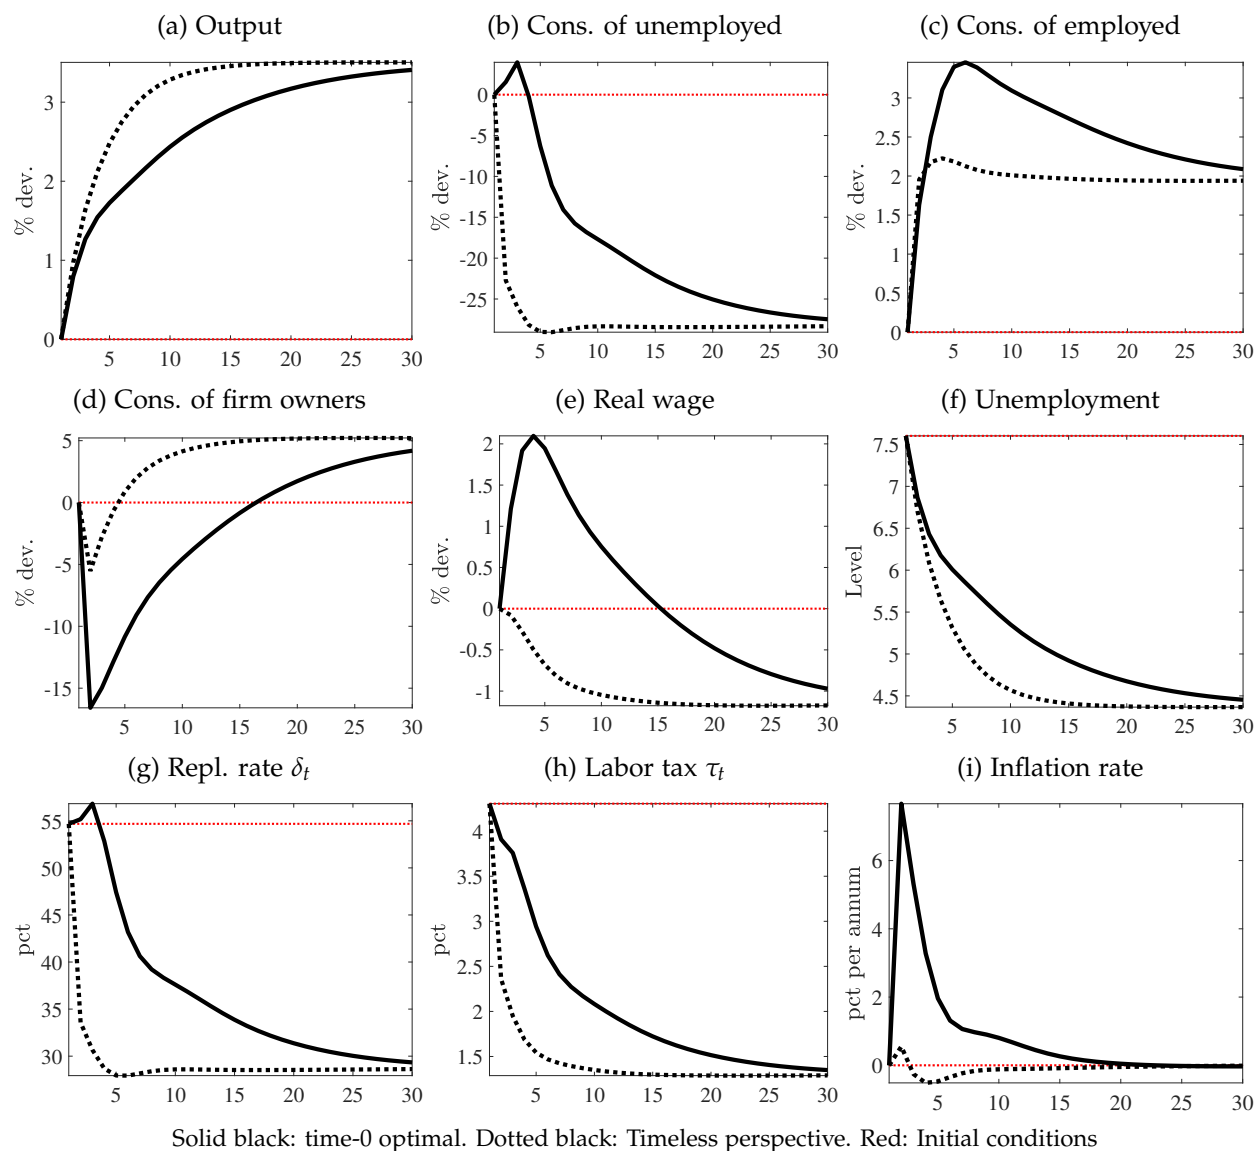 (a) Output
(b) Cons. of unemployed
(c) Cons. of employed
% dev.
3
2
1
0
5 10 15 20 25 30
% dev.
0
-5
-10
-15
-20
-25
5 10 15 20 25 30
% dev.
3
2.5
2
1.5
1
0.5
0
5 10 15 20 25 30
(d) Cons. of firm owners
(e) Real wage
(f) Unemployment
% dev.
5
0
-5
-10
-15
5 10 15 20 25 30
% dev.
2
1.5
1
0.5
0
-0.5
-1
5 10 15 20 25 30
Level
7.5
7
6.5
6
5.5
5
4.5
5 10 15 20 25 30
(g) Repl. rate δt
(h) Labor tax τt
(i) Inflation rate
pct
55
50
45
40
35
30
5 10 15 20 25 30
pct
4
3.5
3
2.5
2
1.5
5 10 15 20 25 30
pct per annum
6
4
2
0
5 10 15 20 25 30
Solid black: time-0 optimal. Dotted black: Timeless perspective. Red: Initial conditions